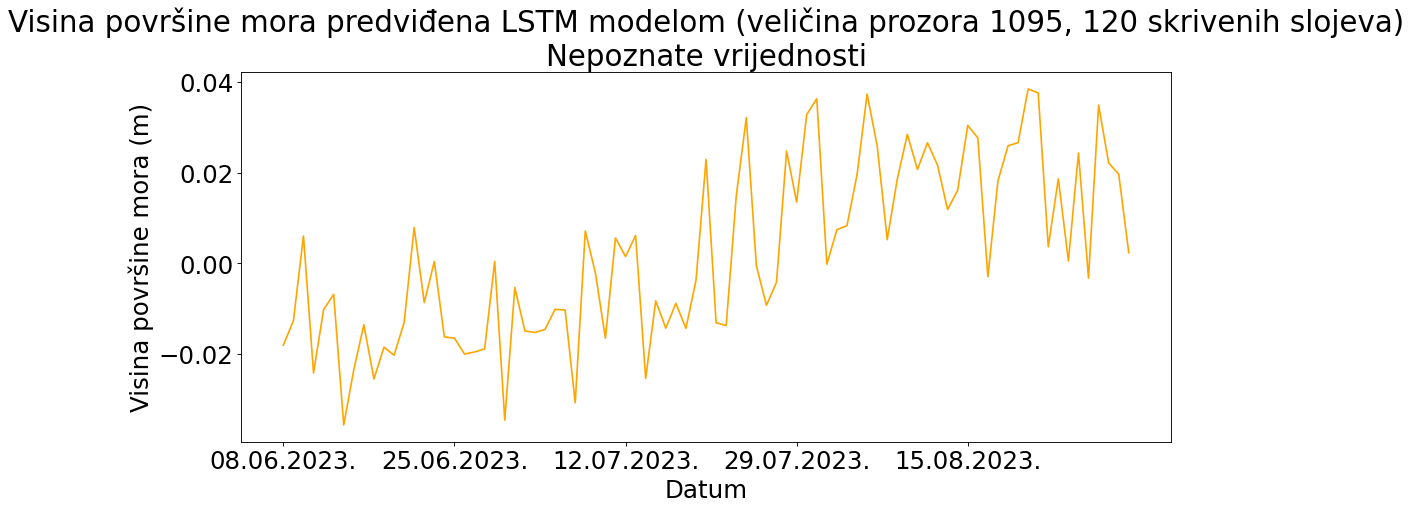 Visina površine mora predviđena LSTM modelom (veličina prozora 1095, 120 skrivenih slojeva)
Nepoznate vrijednosti
Visina površine mora (m)
0.04
0.02
0.00
−0.02
08.06.2023. 25.06.2023. 12.07.2023. 29.07.2023. 15.08.2023.
Datum